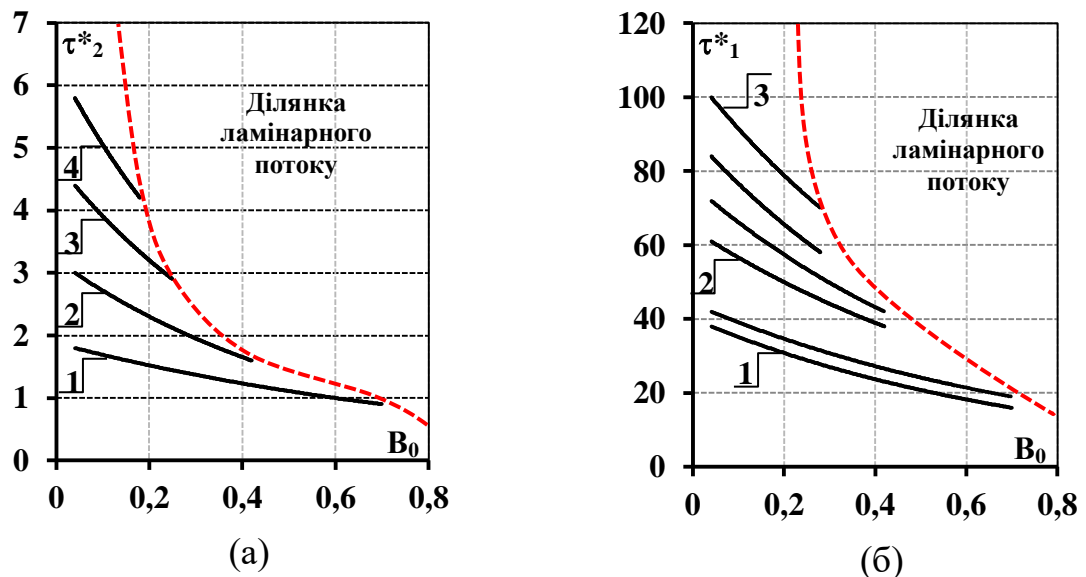 7
τ*₂
6
5
4
3
2
1
0
Ділянка
ламінарного
потоку
4
3
2
1
B₀
0
0,2
0,4
0,6
0,8
(а)
120
τ*₁
100
80
60
40
20
0
3
Ділянка
ламінарного
потоку
2
1
B₀
0
0,2
0,4
0,6
0,8
(б)